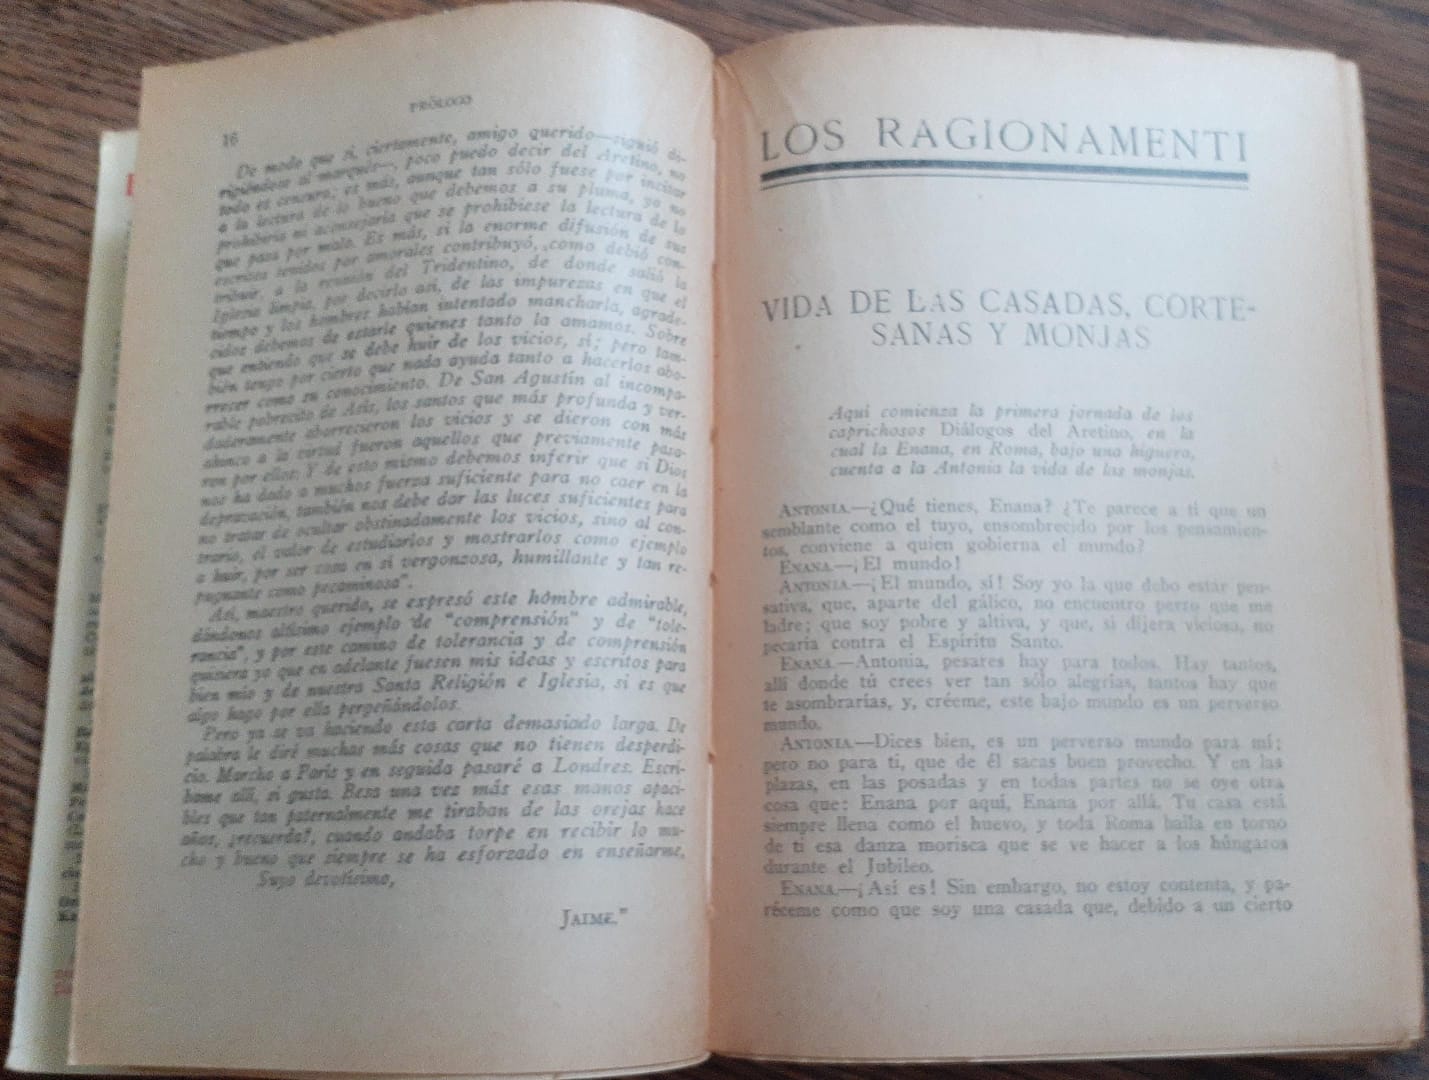 PRÓLOGO
16
De modo que sí, ciertamente, amigo querido—siguió di-
rigiéndose al marqués—, poco puedo decir del Aretino, no
todo es censura; es más, aunque tan sólo fuese por incitar
a la lectura de lo bueno que debemos a su pluma, yo no
prohibiría ni aconsejaría que se prohibiese la lectura de lo
que pasa por malo. Es más, si la enorme difusión de sus
escritos tenidos por amorales contribuyó, como debió con-
tribuir, a la reunión del Tridentino, de donde salió la
Iglesia limpia, por decirlo así, de las impurezas en que el
tiempo y los hombres habían intentado mancharla, agrade-
cidos debemos de estarle quienes tanto la amamos. Sobre
que entiendo que se debe huir de los vicios, sí; pero tam-
bién tengo por cierto que nada ayuda tanto a hacerlos abo-
rrecer como su conocimiento. De San Agustín al incompa-
rable pobrecito de Asís, los santos que más profunda y ver-
daderamente aborrecieron los vicios y se dieron con más
ahinco a la virtud fueron aquellos que previamente pasa-
ron por ellos; Y de esto mismo debemos inferir que si Dios
nos ha dado a muchos fuerza suficiente para no caer en la
depravación, también nos debe dar las luces suficientes para
no tratar de ocultar obstinadamente los vicios, sino al con-
trario, el valor de estudiarlos y mostrarlos como ejemplo
a huir, por ser cosa en sí vergonzosa, humillante y tan re-
pugnante como pecaminosa".
Así, maestro querido, se expresó este hombre admirable,
dándonos altísimo ejemplo de "comprensión" y de "tole-
rancia", y por este camino de tolerancia y de comprensión
quisiera yo que en adelante fuesen mis ideas y escritos para
bien mío y de nuestra Santa Religión e Iglesia, si es que
algo hago por ella pergeñándolos.
Pero ya se va haciendo esta carta demasiado larga. De
palabra le diré muchas más cosas que no tienen desperdi-
cio. Marcho a París y en seguida pasaré a Londres. Escrí-
bame allí, si gusta. Besa una vez más esas manos apaci-
bles que tan paternalmente me tiraban de las orejas hace
años, ¿recuerda?, cuando andaba torpe en recibir lo mu-
cho y bueno que siempre se ha esforzado en enseñarme,
Suyo devotísimo,
JAIME."
LOS RAGIONAMENTI
VIDA DE LAS CASADAS, CORTE-
SANAS Y MONJAS
Aquí comienza la primera jornada de los
caprichosos Diálogos del Aretino, en la
cual la Enana, en Roma, bajo una higuera,
cuenta a la Antonia la vida de las monjas.
ANTONIA.—¿Qué tienes, Enana? ¿Te parece a ti que un
semblante como el tuyo, ensombrecido por los pensamien-
tos, conviene a quien gobierna el mundo?
ENANA.—¡El mundo!
ANTONIA.—¡El mundo, sí! Soy yo la que debo estar pen-
sativa, que, aparte del gálico, no encuentro perro que me
ladre; que soy pobre y altiva, y que, si dijera viciosa, no
pecaría contra el Espíritu Santo.
ENANA.—Antonia, pesares hay para todos. Hay tantos,
allí donde tú crees ver tan sólo alegrías, tantos hay que
te asombrarías, y, créeme, este bajo mundo es un perverso
mundo.
ANTONIA.—Dices bien, es un perverso mundo para mí;
pero no para ti, que de él sacas buen provecho. Y en las
plazas, en las posadas y en todas partes no se oye otra
cosa que: Enana por aquí, Enana por allá. Tu casa está
siempre llena como el huevo, y toda Roma baila en torno
de ti esa danza morisca que se ve hacer a los húngaros
durante el Jubileo.
ENANA.—¡Así es! Sin embargo, no estoy contenta, y pa-
réceme como que soy una casada que, debido a un cierto